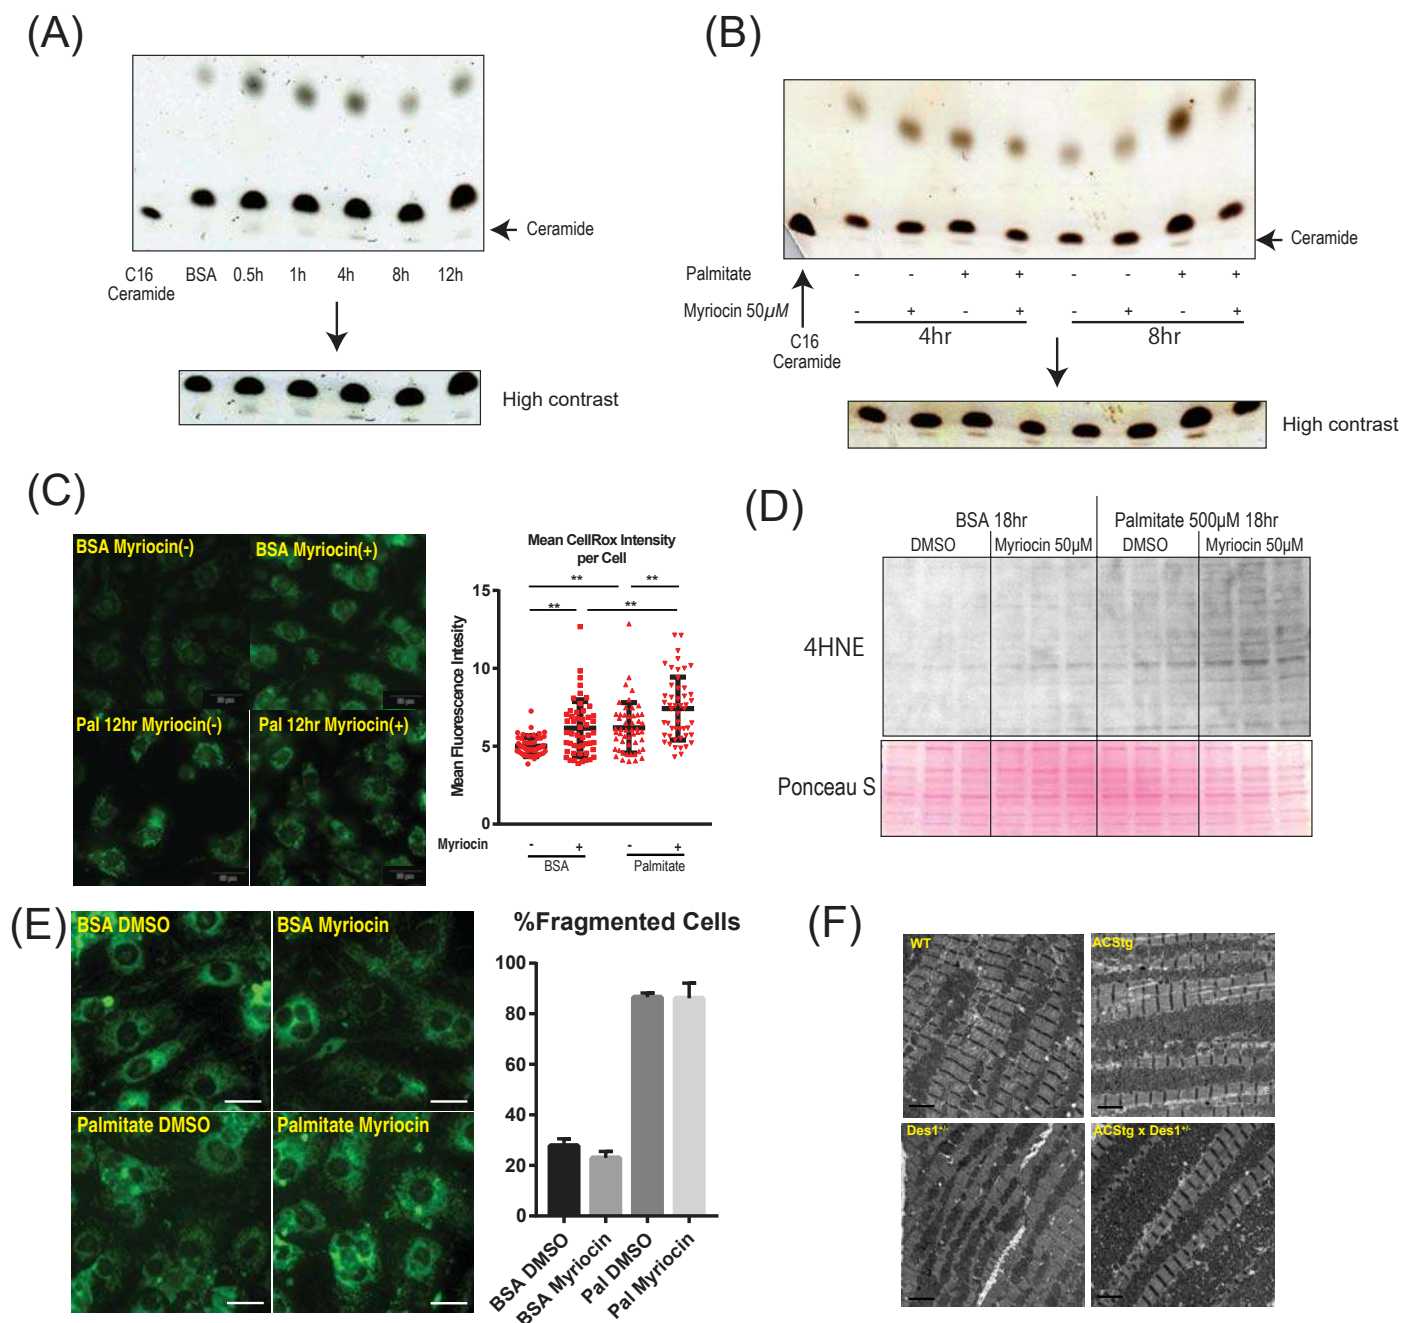 (A)
Ceramide
C16
Ceramide
BSA
0.5h
1h
4h
8h
12h
High contrast
(B)
Ceramide
Palmitate - - + + - - + +
Myriocin 50µM - + - + - + - +
4hr
8hr
C16
Ceramide
High contrast
(C)
BSA Myriocin(-)
BSA Myriocin(+)
Pal 12hr Myriocin(-)
Pal 12hr Myriocin(+)
Mean CellRox Intensity
per Cell
** **
** **
Mean Fluorescence Intesity
15
10
5
0
Myriocin - + - +
BSA
Palmitate
(D)
BSA 18hr
Palmitate 500µM 18hr
DMSO
Myriocin 50µM
DMSO
Myriocin 50µM
4HNE
Ponceau S
(E)
BSA DMSO
BSA Myriocin
Palmitate DMSO
Palmitate Myriocin
%Fragmented Cells
100
80
60
40
20
0
BSA DMSO
BSA Myriocin
Pal DMSO
Pal Myriocin
(F)
WT
ACStg
Des1+/-
ACStg x Des1+/-